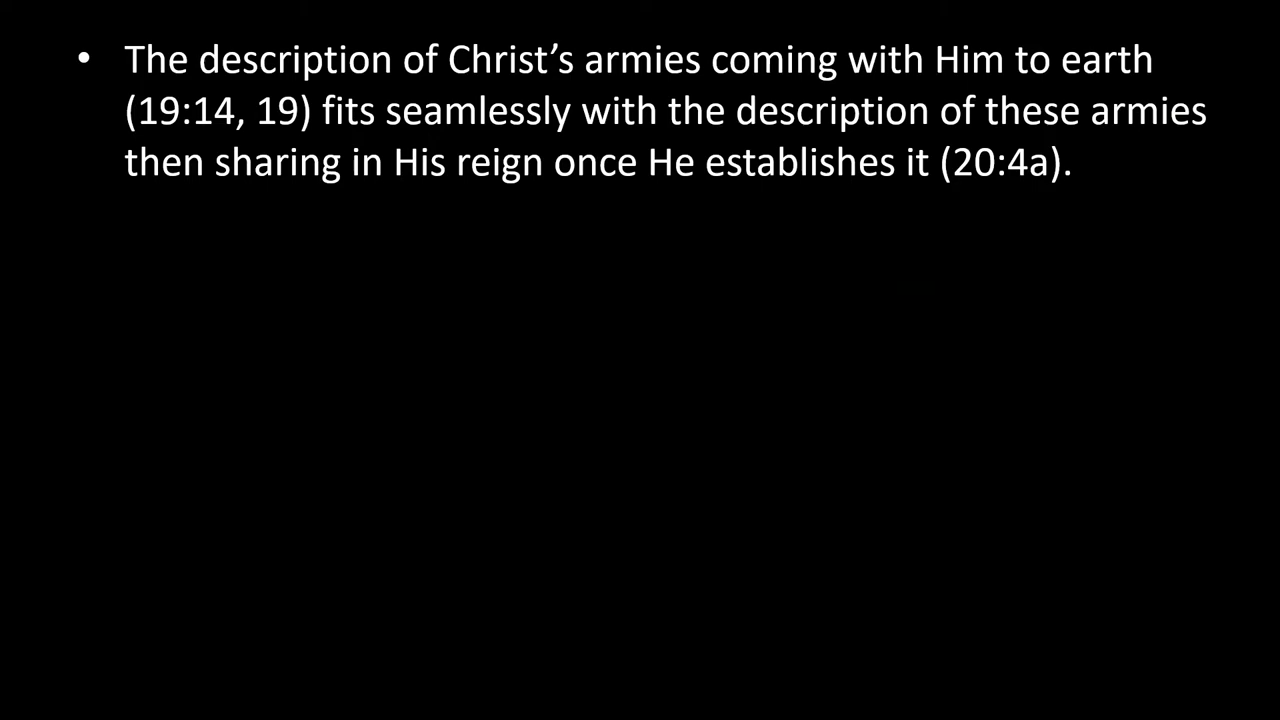 • The description of Christ’s armies coming with Him to earth
(19:14, 19) fits seamlessly with the description of these armies
then sharing in His reign once He establishes it (20:4a).